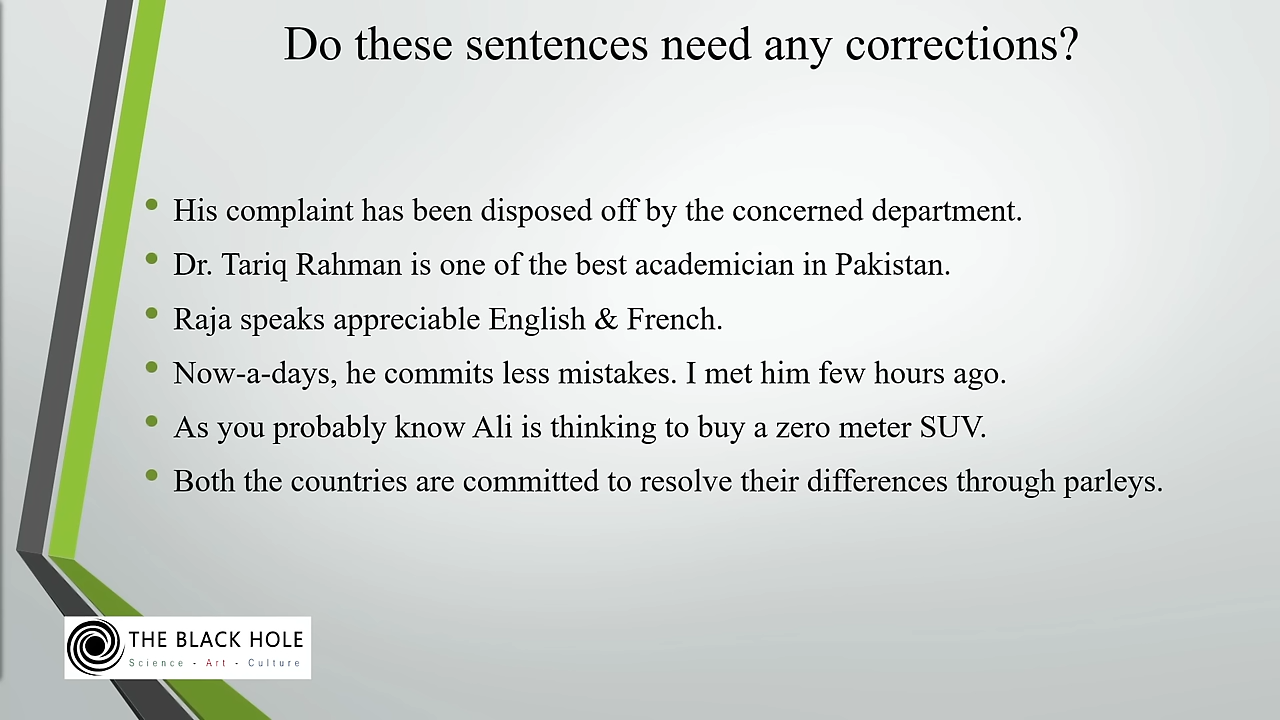 Do these sentences need any corrections?
• His complaint has been disposed off by the concerned department.
• Dr. Tariq Rahman is one of the best academician in Pakistan.
• Raja speaks appreciable English & French.
• Now-a-days, he commits less mistakes. I met him few hours ago.
• As you probably know Ali is thinking to buy a zero meter SUV.
• Both the countries are committed to resolve their differences through parleys.
THE BLACK HOLE
Science - Art - Culture